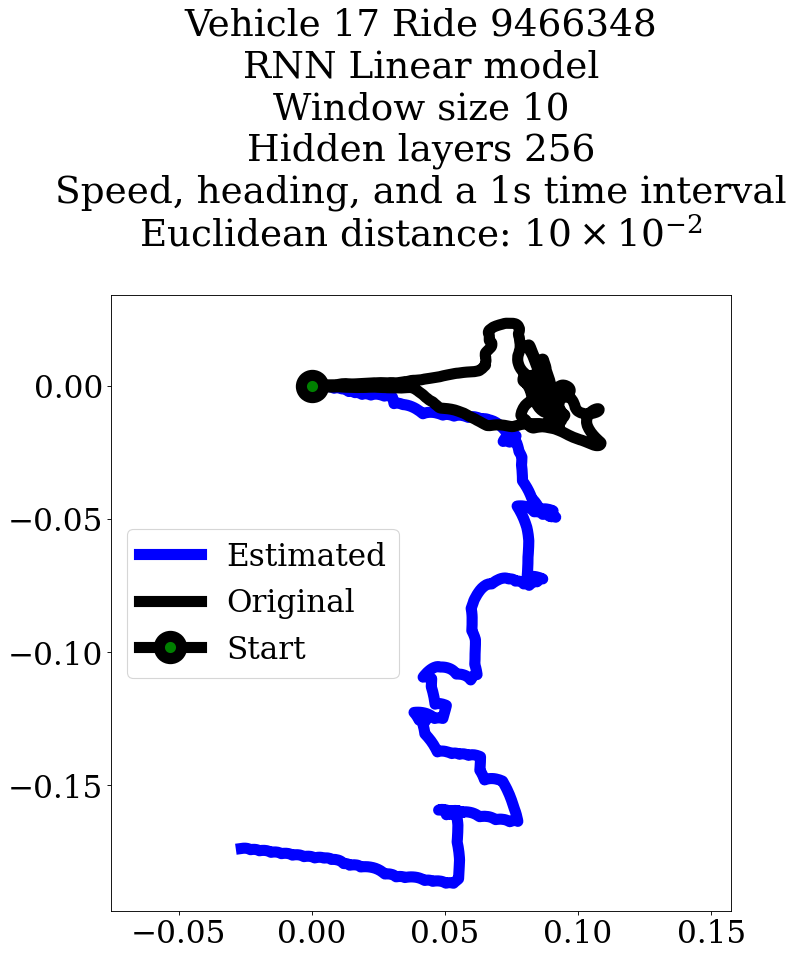 Vehicle 17 Ride 9466348
RNN Linear model
Window size 10
Hidden layers 256
Speed, heading, and a 1s time interval
Euclidean distance: 10 × 10⁻²
0.00
−0.05
−0.10
−0.15
Estimated
Original
Start
−0.05 0.00 0.05 0.10 0.15